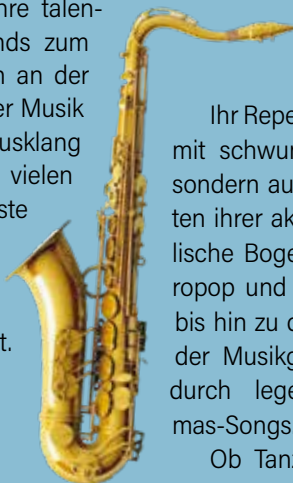 hre talen-
nds zum
n an der
er Musik
usklang
vielen
ste
t.
Ihr Repe
mit schwun
sondern au
ten ihrer ak
lische Boge
ropop und
bis hin zu d
der Musikg
durch lege
mas-Songs
Ob Tanz